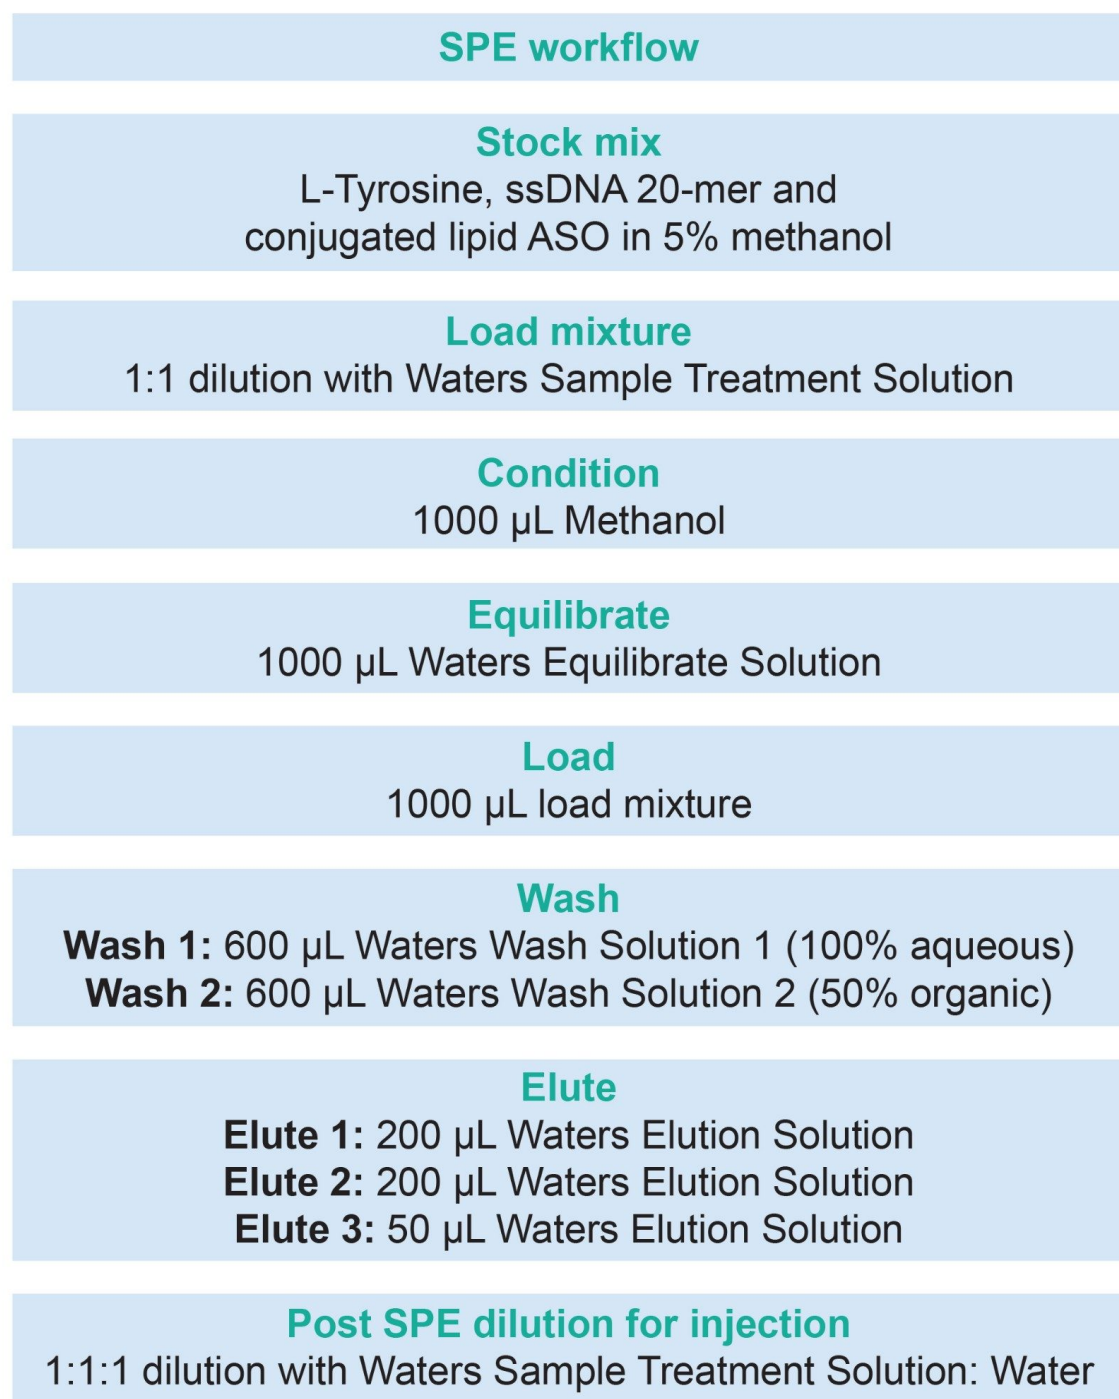 SPE workflow
Stock mix
L-Tyrosine, ssDNA 20-mer and
conjugated lipid ASO in 5% methanol
Load mixture
1:1 dilution with Waters Sample Treatment Solution
Condition
1000 µL Methanol
Equilibrate
1000 µL Waters Equilibrate Solution
Load
1000 µL load mixture
Wash
Wash 1: 600 µL Waters Wash Solution 1 (100% aqueous)
Wash 2: 600 µL Waters Wash Solution 2 (50% organic)
Elute
Elute 1: 200 µL Waters Elution Solution
Elute 2: 200 µL Waters Elution Solution
Elute 3: 50 µL Waters Elution Solution
Post SPE dilution for injection
1:1:1 dilution with Waters Sample Treatment Solution: Water